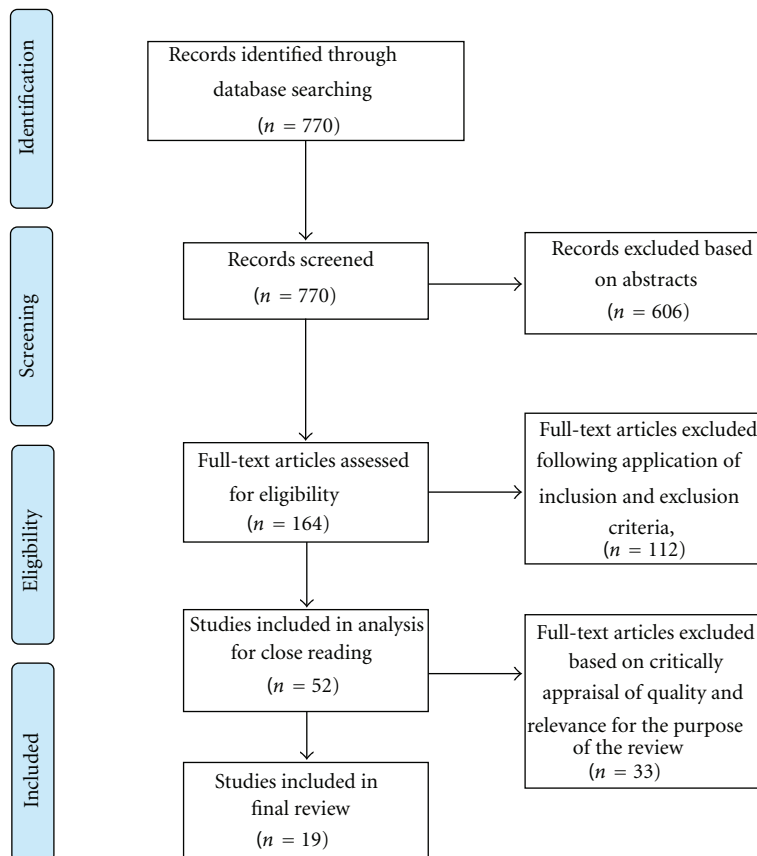 Identification
Records identified through
database searching
(n = 770)
Screening
Records screened
(n = 770)
Records excluded based
on abstracts
(n = 606)
Eligibility
Full-text articles assessed
for eligibility
(n = 164)
Full-text articles excluded
following application of
inclusion and exclusion
criteria,
(n = 112)
Studies included in analysis
for close reading
(n = 52)
Full-text articles excluded
based on critically
appraisal of quality and
relevance for the purpose
of the review
(n = 33)
Included
Studies included in
final review
(n = 19)